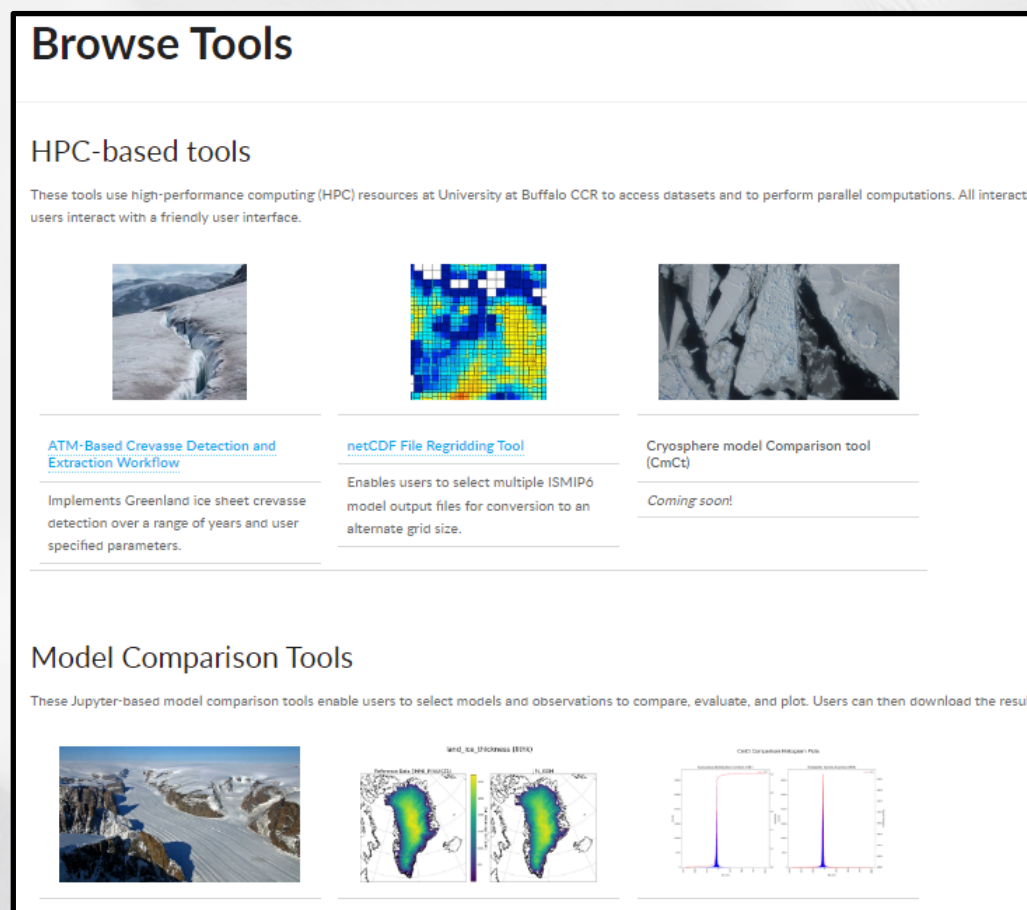 Browse Tools
HPC-based tools
These tools use high-performance computing (HPC) resources at University at Buffalo CCR to access datasets and to perform parallel computations. All interact
users interact with a friendly user interface.
ATM-Based Crevasse Detection and
Extraction Workflow
Implements Greenland ice sheet crevasse
detection over a range of years and user
specified parameters.
netCDF File Regridding Tool
Enables users to select multiple ISMIP6
model output files for conversion to an
alternate grid size.
Cryosphere model Comparison tool
(CmCt)
Coming soon!
Model Comparison Tools
These Jupyter-based model comparison tools enable users to select models and observations to compare, evaluate, and plot. Users can then download the resul
land_ice_thickness (lithk)
CmCt Comparison Histogram Plots